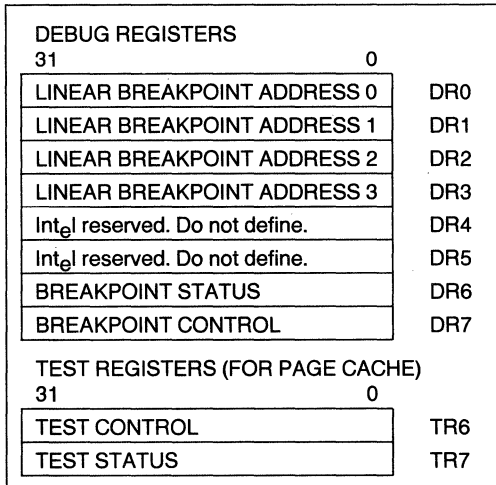 DEBUG REGISTERS
31 0
LINEAR BREAKPOINT ADDRESS 0 DR0
LINEAR BREAKPOINT ADDRESS 1 DR1
LINEAR BREAKPOINT ADDRESS 2 DR2
LINEAR BREAKPOINT ADDRESS 3 DR3
Intel reserved. Do not define. DR4
Intel reserved. Do not define. DR5
BREAKPOINT STATUS DR6
BREAKPOINT CONTROL DR7
TEST REGISTERS (FOR PAGE CACHE)
31 0
TEST CONTROL TR6
TEST STATUS TR7